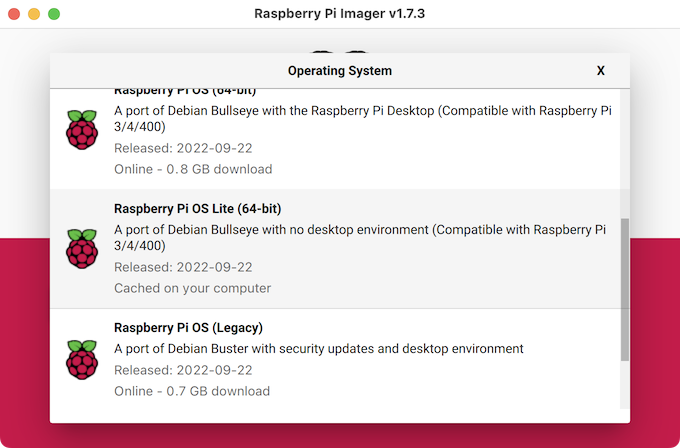 Raspberry Pi Imager v1.7.3
Operating System
X
Raspberry Pi OS (64-bit)
A port of Debian Bullseye with the Raspberry Pi Desktop (Compatible with Raspberry Pi
3/4/400)
Released: 2022-09-22
Online - 0.8 GB download
Raspberry Pi OS Lite (64-bit)
A port of Debian Bullseye with no desktop environment (Compatible with Raspberry Pi
3/4/400)
Released: 2022-09-22
Cached on your computer
Raspberry Pi OS (Legacy)
A port of Debian Buster with security updates and desktop environment
Released: 2022-09-22
Online - 0.7 GB download